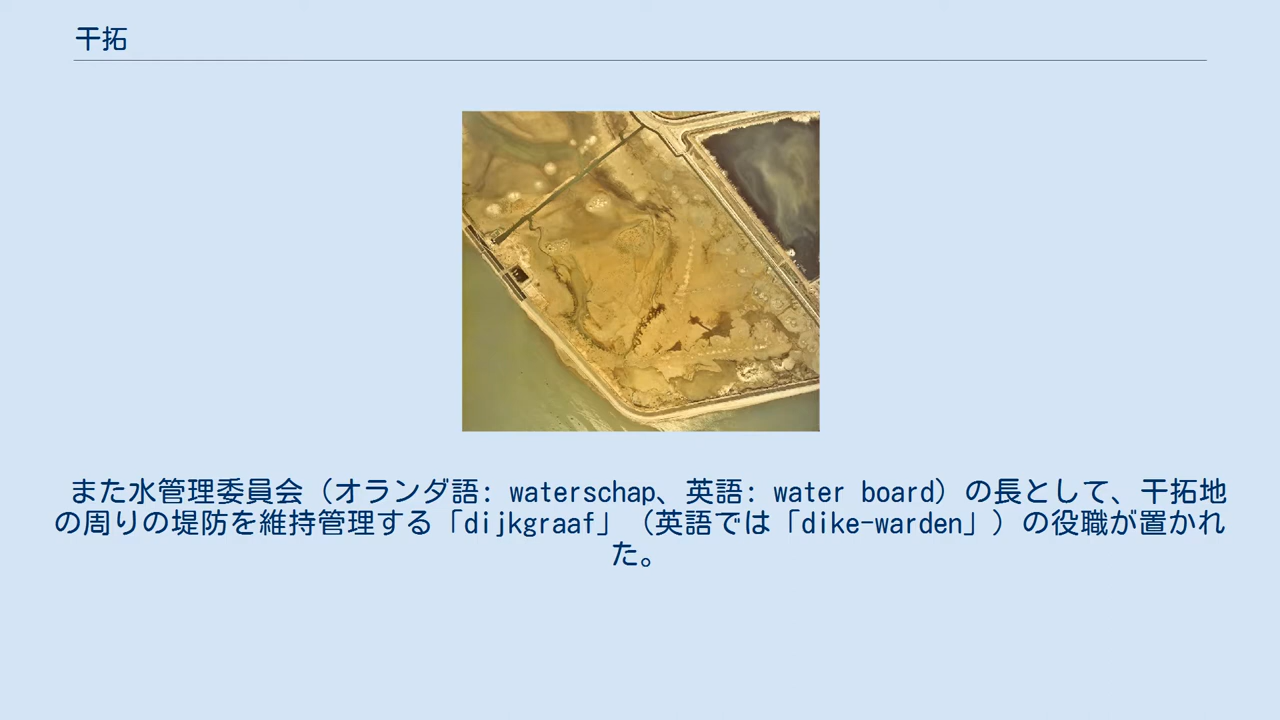 干拓
また水管理委員会（オランダ語: waterschap、英語: water board）の長として、干拓地
の周りの堤防を維持管理する「dijkgraaf」（英語では「dike-warden」）の役職が置かれ
た。